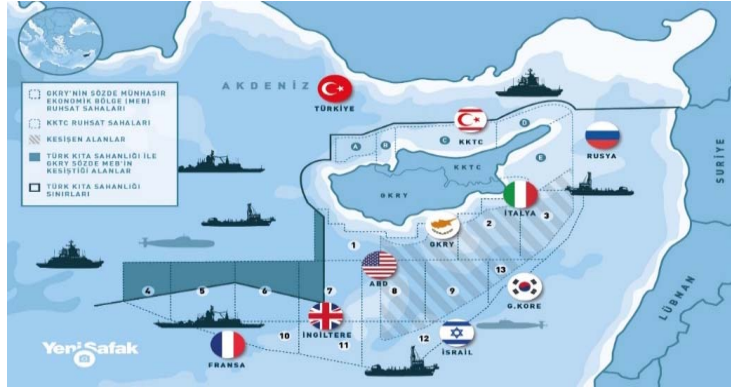 GKRY'NİN SÖZDE MÜNHASIR
EKONOMİK BÖLGE (MEB)
RUHSAT SAHALARI
KKTC RUHSAT SAHALARI
KESİŞEN ALANLAR
TÜRK KITA SAHANLIĞI İLE
GKRY SÖZDE MEB'İN
KESİŞTİĞİ ALANLAR
TÜRK KITA SAHANLIĞI
SINIRLARI
AKDENİZ
TÜRKİYE
KKTC
RUSYA
SURİYE
A
B
C
D
E
KKTC
GKRY
İTALYA
GKRY
1
2
3
ABD
13
G.KORE
LÜBNAN
4
5
6
7
8
9
İNGİLTERE
10
11
12
İSRAİL
FRANSA
Yeni Şafak